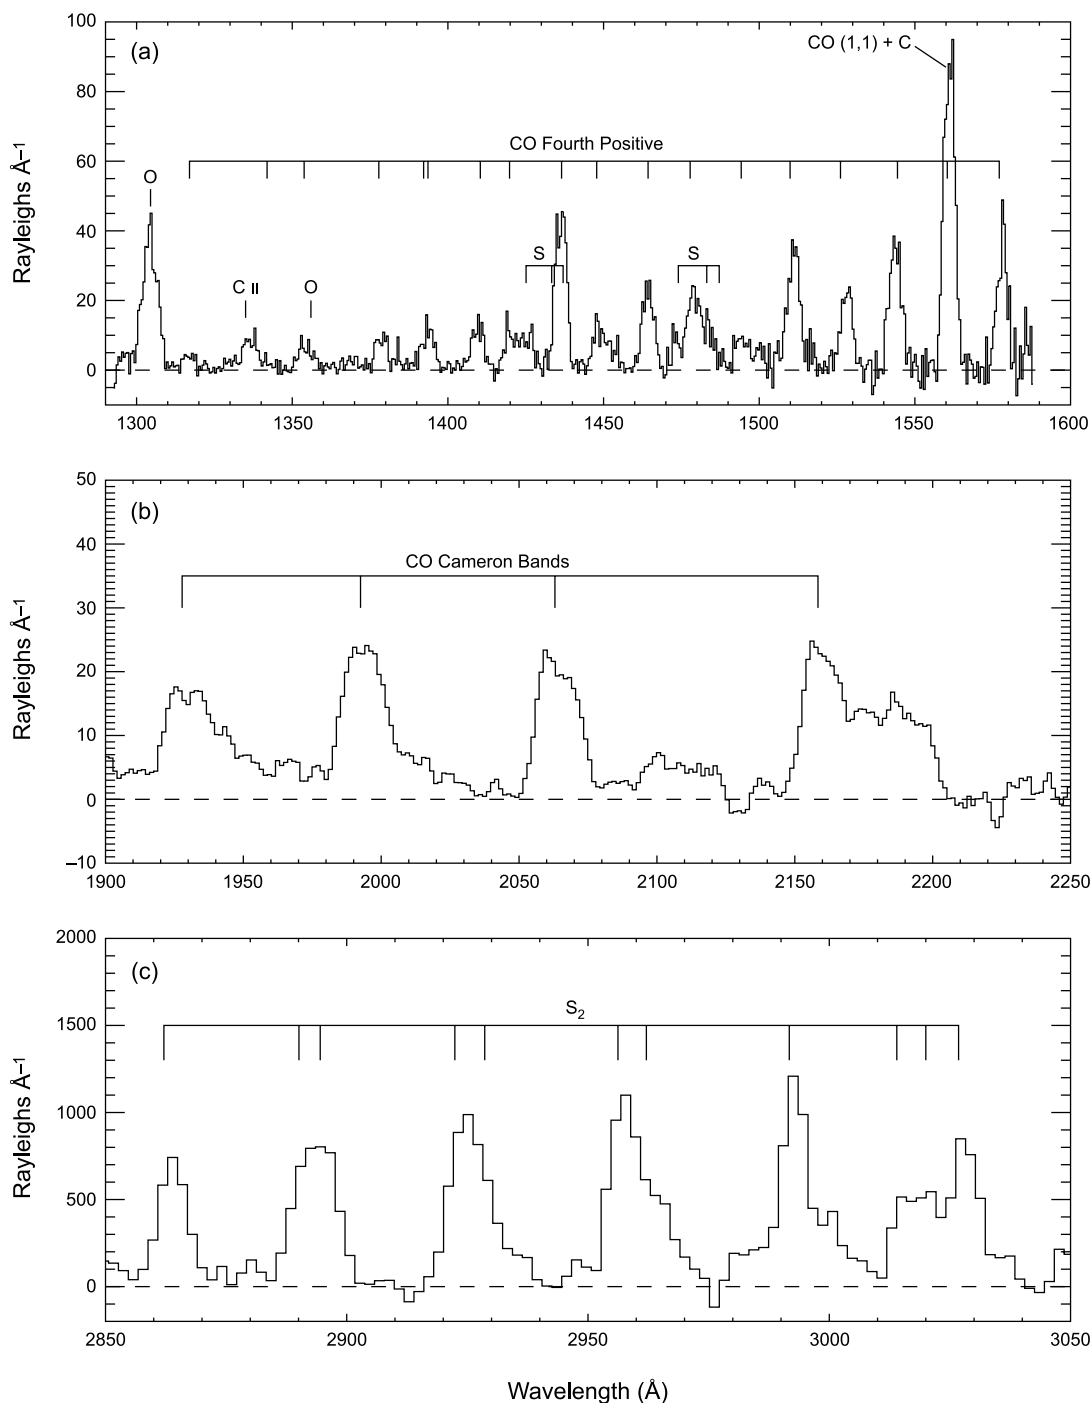 (a)
CO (1,1) + C
CO Fourth Positive
O
S
S
C II
O
Rayleighs Å–1
100
80
60
40
20
0
1300 1350 1400 1450 1500 1550 1600
(b)
CO Cameron Bands
Rayleighs Å–1
50
40
30
20
10
0
–10
1900 1950 2000 2050 2100 2150 2200 2250
(c)
S2
Rayleighs Å–1
2000
1500
1000
500
0
2850 2900 2950 3000 3050
Wavelength (Å)